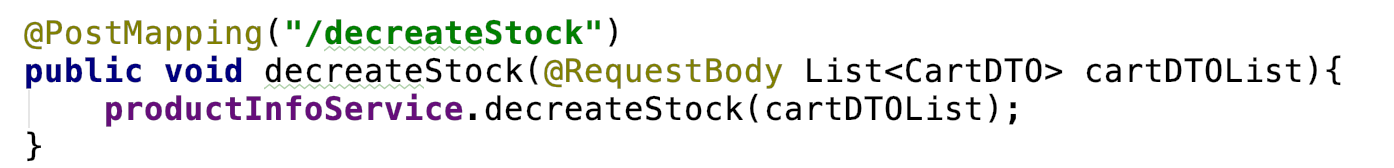 @PostMapping("/decreateStock")
public void decreateStock(@RequestBody List<CartDTO> cartDTOList){
    productInfoService.decreateStock(cartDTOList);
}